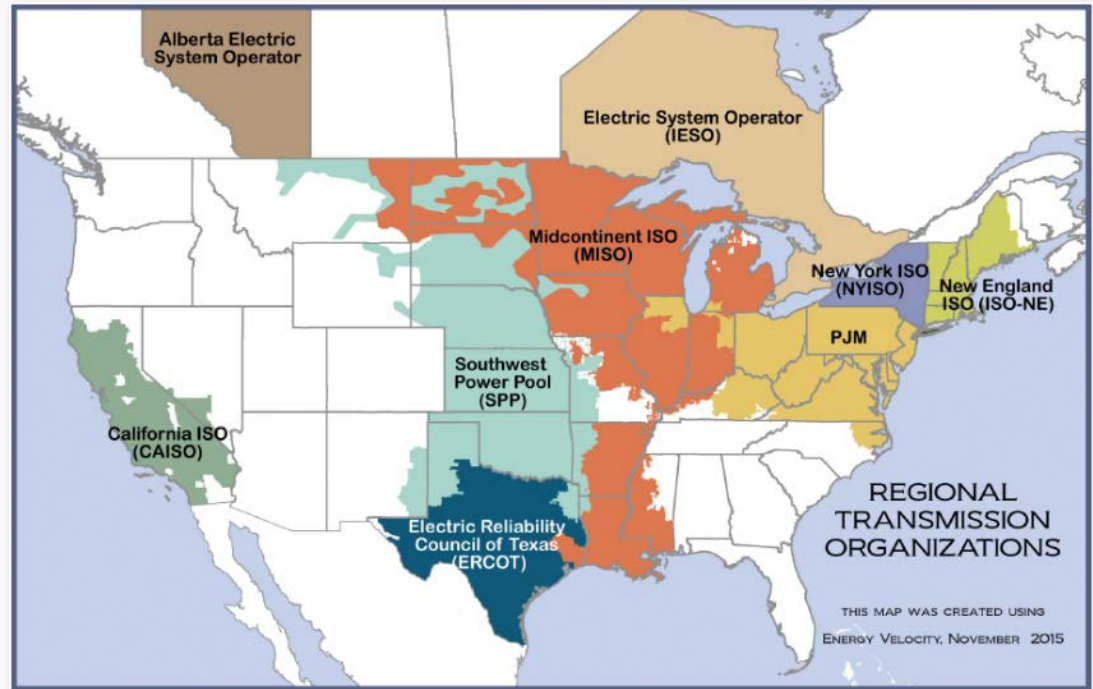 Alberta Electric
System Operator
Electric System Operator
(IESO)
Midcontinent ISO
(MISO)
New York ISO
(NYISO)
New England
ISO (ISO-NE)
PJM
Southwest
Power Pool
(SPP)
California ISO
(CAISO)
Electric Reliability
Council of Texas
(ERCOT)
REGIONAL
TRANSMISSION
ORGANIZATIONS
THIS MAP WAS CREATED USING
ENERGY VELOCITY, NOVEMBER 2015